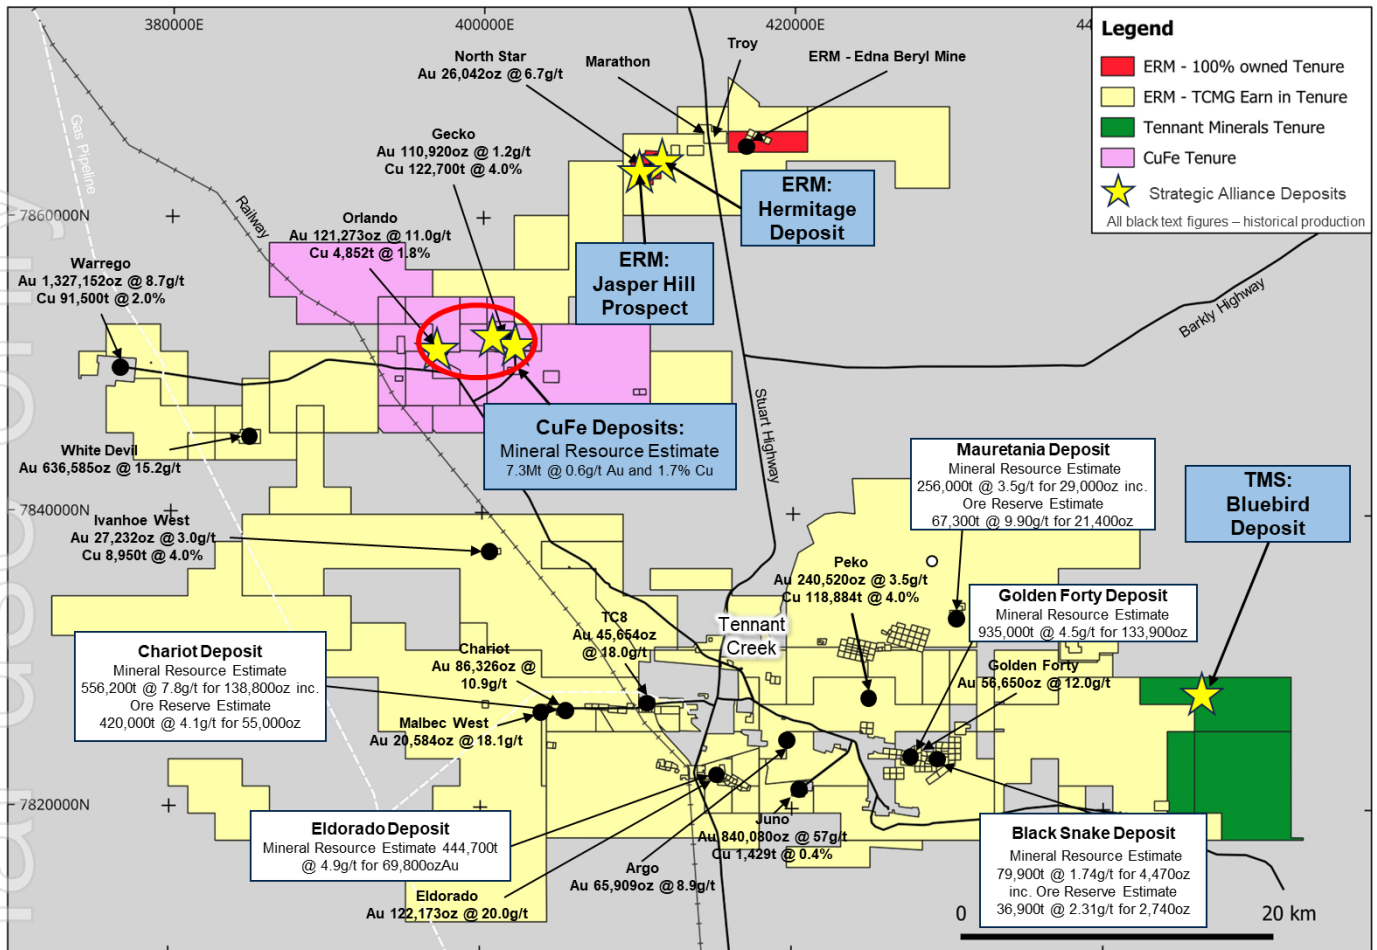 380000E
400000E
420000E
44
Legend
ERM - 100% owned Tenure
ERM - TCMG Earn in Tenure
Tennant Minerals Tenure
CuFe Tenure
Strategic Alliance Deposits
All black text figures – historical production
North Star
Au 26,042oz @ 6.7g/t
Marathon
Troy
ERM - Edna Beryl Mine
Gas Pipeline
Gecko
Au 110,920oz @ 1.2g/t
Cu 122,700t @ 4.0%
ERM:
Hermitage
Deposit
7860000N
Railway
Orlando
Au 121,273oz @ 11.0g/t
Cu 4,852t @ 1.8%
ERM:
Jasper Hill
Prospect
Warrego
Au 1,327,152oz @ 8.7g/t
Cu 91,500t @ 2.0%
Barkly Highway
Stuart Highway
CuFe Deposits:
Mineral Resource Estimate
7.3Mt @ 0.6g/t Au and 1.7% Cu
White Devil
Au 636,585oz @ 15.2g/t
Mauretania Deposit
Mineral Resource Estimate
256,000t @ 3.5g/t for 29,000oz inc.
Ore Reserve Estimate
67,300t @ 9.90g/t for 21,400oz
TMS:
Bluebird
Deposit
7840000N
Ivanhoe West
Au 27,232oz @ 3.0g/t
Cu 8,950t @ 4.0%
Peko
Au 240,520oz @ 3.5g/t
Cu 118,884t @ 4.0%
Golden Forty Deposit
Mineral Resource Estimate
935,000t @ 4.5g/t for 133,900oz
TC8
Au 45,654oz
@ 18.0g/t
Tennant
Creek
Chariot Deposit
Mineral Resource Estimate
556,200t @ 7.8g/t for 138,800oz inc.
Ore Reserve Estimate
420,000t @ 4.1g/t for 55,000oz
Chariot
Au 86,326oz @
10.9g/t
Golden Forty
Au 56,650oz @ 12.0g/t
Malbec West
Au 20,584oz @ 18.1g/t
7820000N
Eldorado Deposit
Mineral Resource Estimate 444,700t
@ 4.9g/t for 69,800ozAu
Juno
Au 840,080oz @ 57g/t
Cu 1,429t @ 0.4%
Black Snake Deposit
Mineral Resource Estimate
79,900t @ 1.74g/t for 4,470oz
inc. Ore Reserve Estimate
36,900t @ 2.31g/t for 2,740oz
Argo
Au 65,909oz @ 8.9g/t
Eldorado
Au 122,173oz @ 20.0g/t
0
20 km